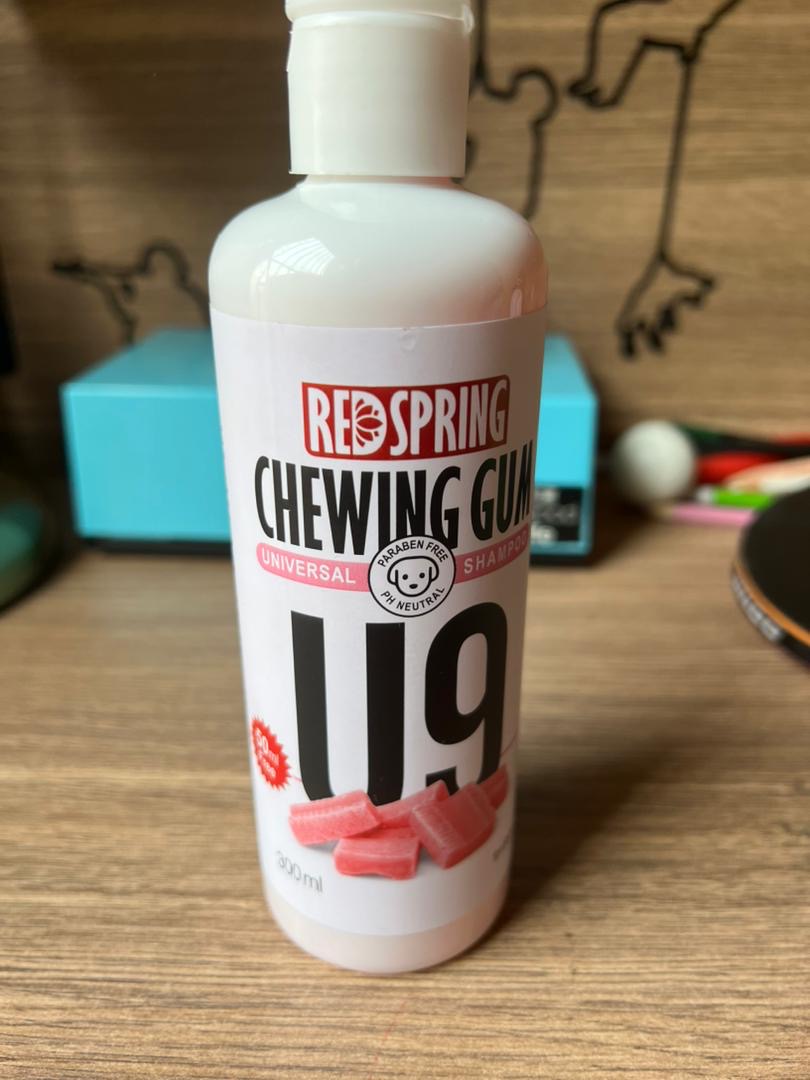 REDSPRING
CHEWING GUM
UNIVERSAL SHAMPOO
PARABEN FREE
PH NEUTRAL
U9
300 ml